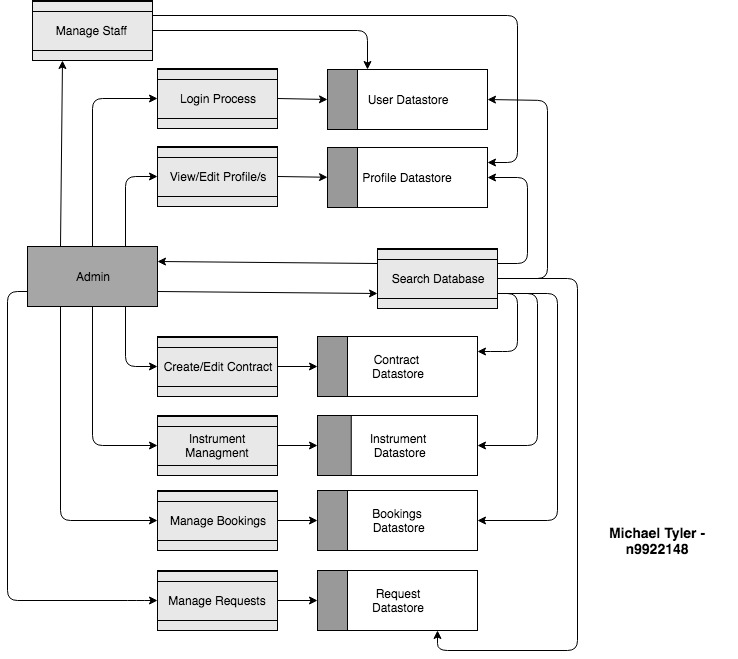 Manage Staff
Login Process
User Datastore
View/Edit Profile/s
Profile Datastore
Admin
Search Database
Create/Edit Contract
Contract
Datastore
Instrument
Managment
Instrument
Datastore
Manage Bookings
Bookings
Datastore
Michael Tyler -
n9922148
Manage Requests
Request
Datastore